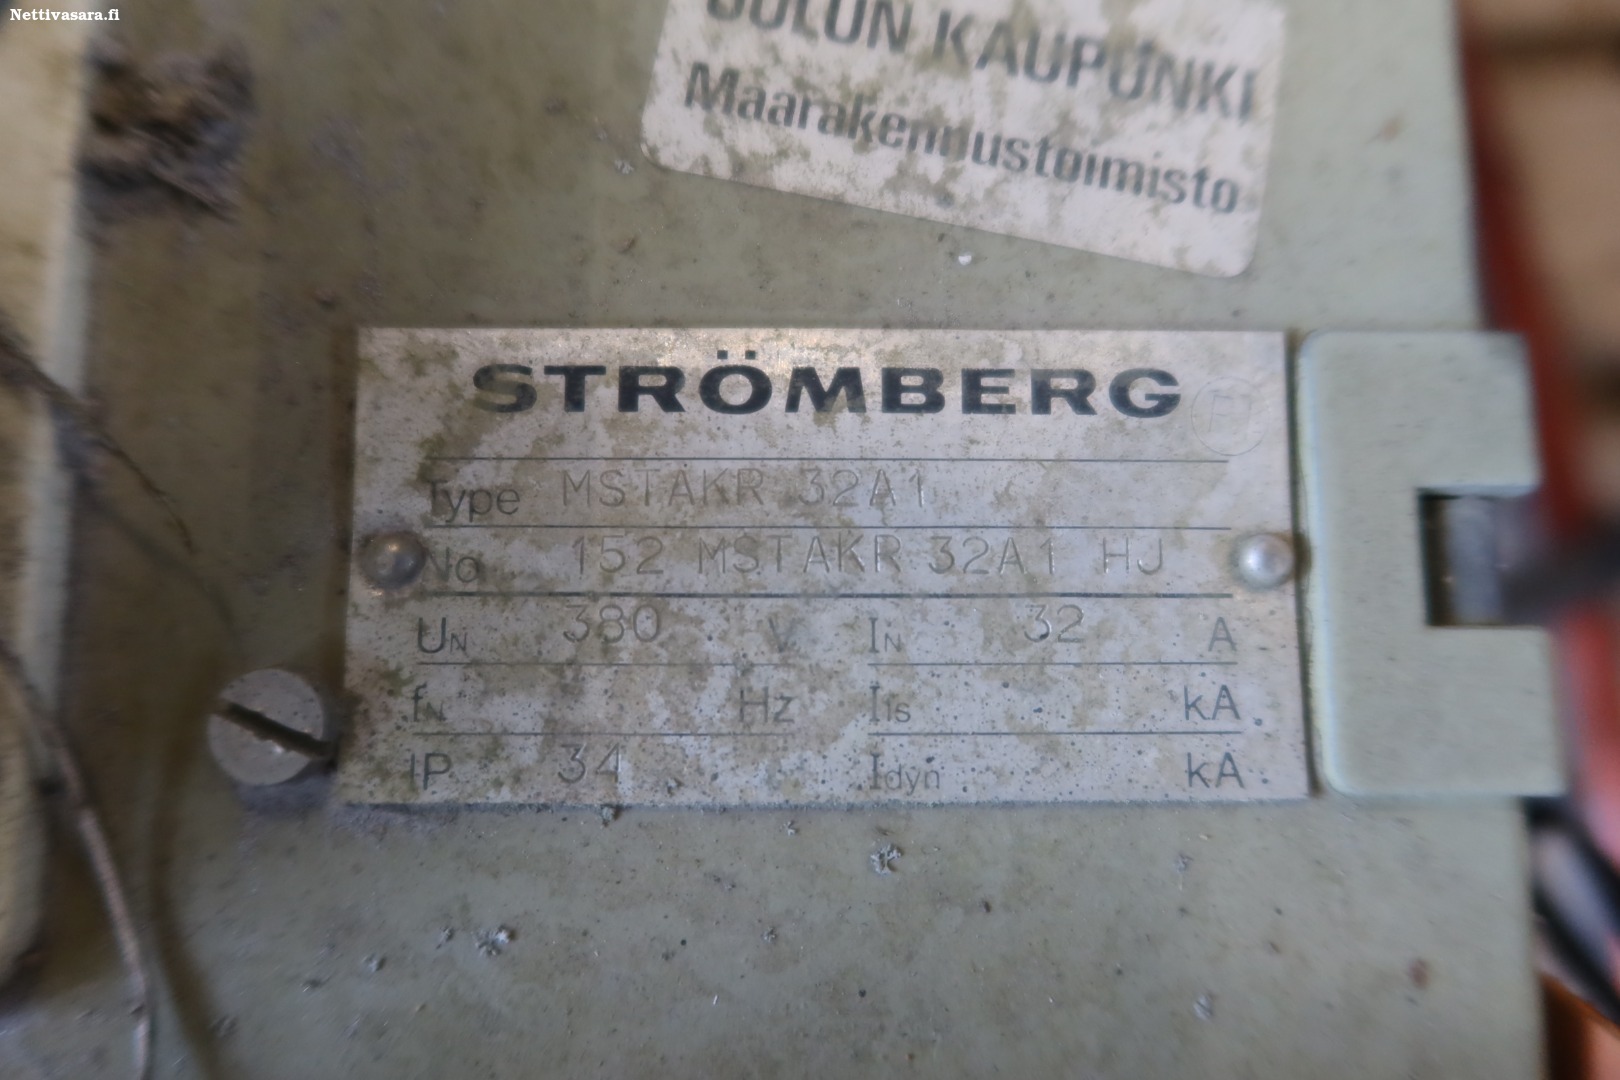 Nettivasara.fi
OULUN KAUPUNKI
Maarakennustoimisto
STRÖMBERG
FI
Type MSTAKR 32A1
No 152 MSTAKR 32A1 HJ
UN 380 V IN 32 A
fN Hz I1s kA
IP 34 Idyn kA